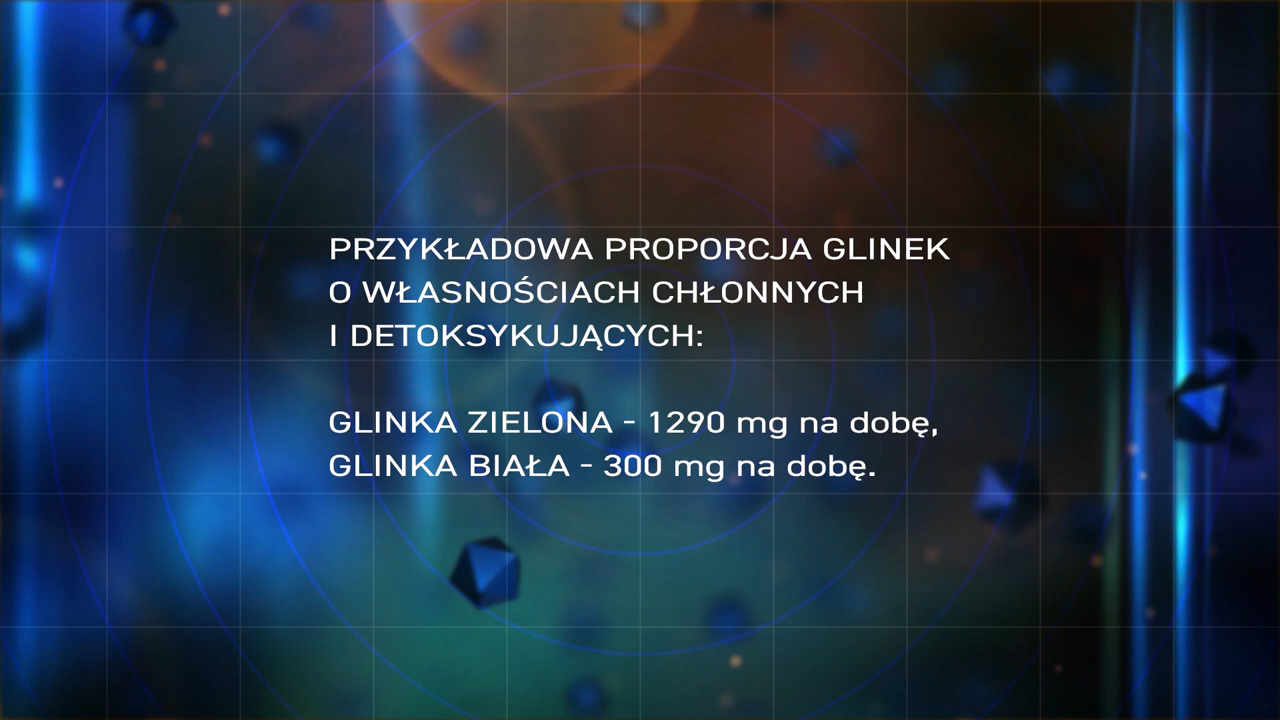 PRZYKŁADOWA PROPORCJA GLINEK
O WŁASNOŚCIACH CHŁONNYCH
I DETOKSYKUJĄCYCH:
GLINKA ZIELONA - 1290 mg na dobę,
GLINKA BIAŁA - 300 mg na dobę.